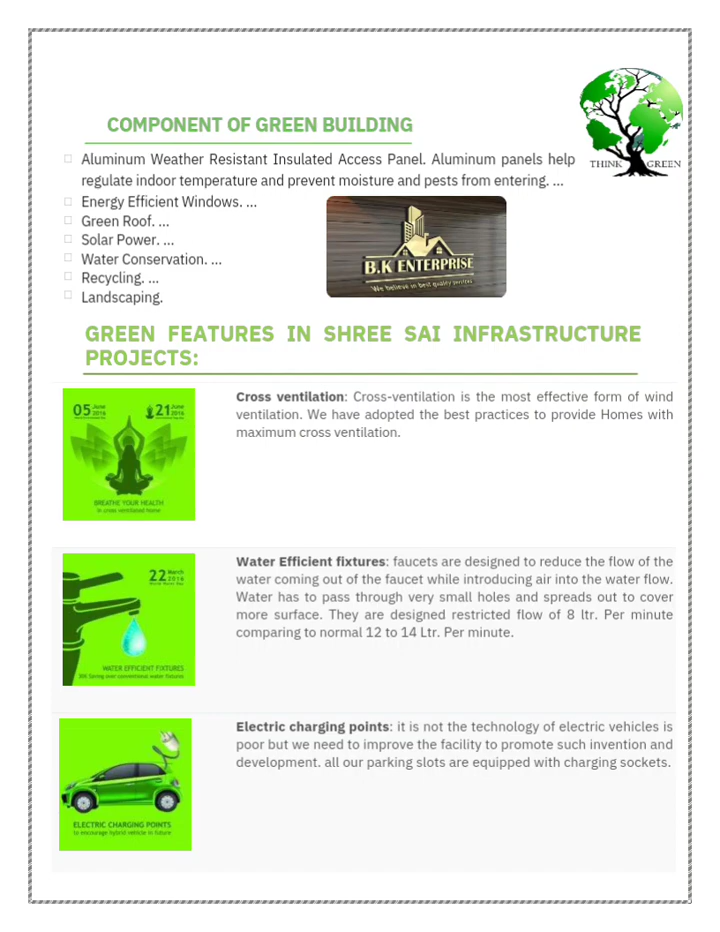 COMPONENT OF GREEN BUILDING
THINK GREEN
Aluminum Weather Resistant Insulated Access Panel. Aluminum panels help
regulate indoor temperature and prevent moisture and pests from entering. ...
Energy Efficient Windows. ...
Green Roof. ...
Solar Power. ...
Water Conservation. ...
Recycling. ...
Landscaping.
B.K ENTERPRISE
We believe in best quality
GREEN FEATURES IN SHREE SAI INFRASTRUCTURE
PROJECTS:
05 June 2016
21 June 2016
BREATHE YOUR HEALTH
in cross ventilated home
Cross ventilation: Cross-ventilation is the most effective form of wind
ventilation. We have adopted the best practices to provide Homes with
maximum cross ventilation.
22 March 2016
World Water Day
WATER EFFICIENT FIXTURES
30% Saving over conventional water fixtures
Water Efficient fixtures: faucets are designed to reduce the flow of the
water coming out of the faucet while introducing air into the water flow.
Water has to pass through very small holes and spreads out to cover
more surface. They are designed restricted flow of 8 ltr. Per minute
comparing to normal 12 to 14 Ltr. Per minute.
ELECTRIC CHARGING POINTS
to encourage hybrid vehicle in future
Electric charging points: it is not the technology of electric vehicles is
poor but we need to improve the facility to promote such invention and
development. all our parking slots are equipped with charging sockets.